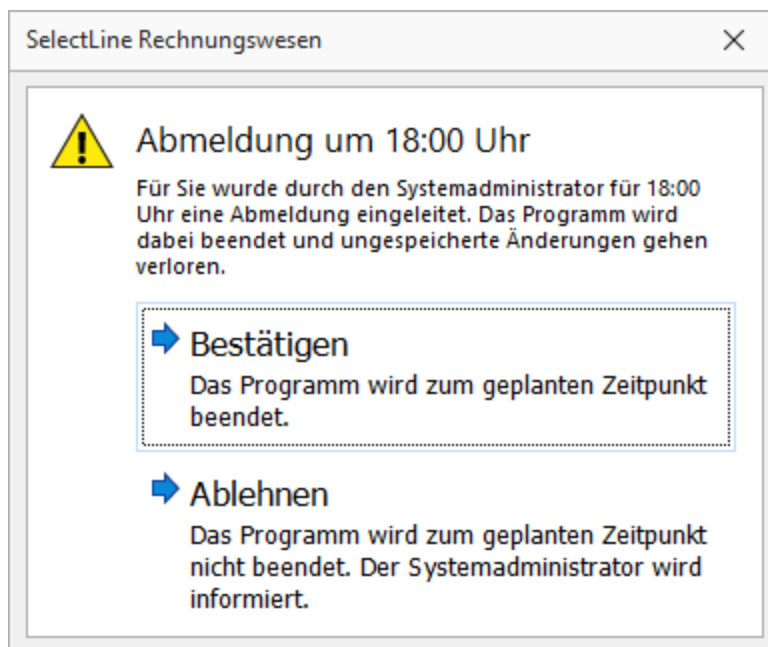 SelectLine Rechnungswesen
Abmeldung um 18:00 Uhr
Für Sie wurde durch den Systemadministrator für 18:00
Uhr eine Abmeldung eingeleitet. Das Programm wird
dabei beendet und ungespeicherte Änderungen gehen
verloren.
Bestätigen
Das Programm wird zum geplanten Zeitpunkt
beendet.
Ablehnen
Das Programm wird zum geplanten Zeitpunkt
nicht beendet. Der Systemadministrator wird
informiert.